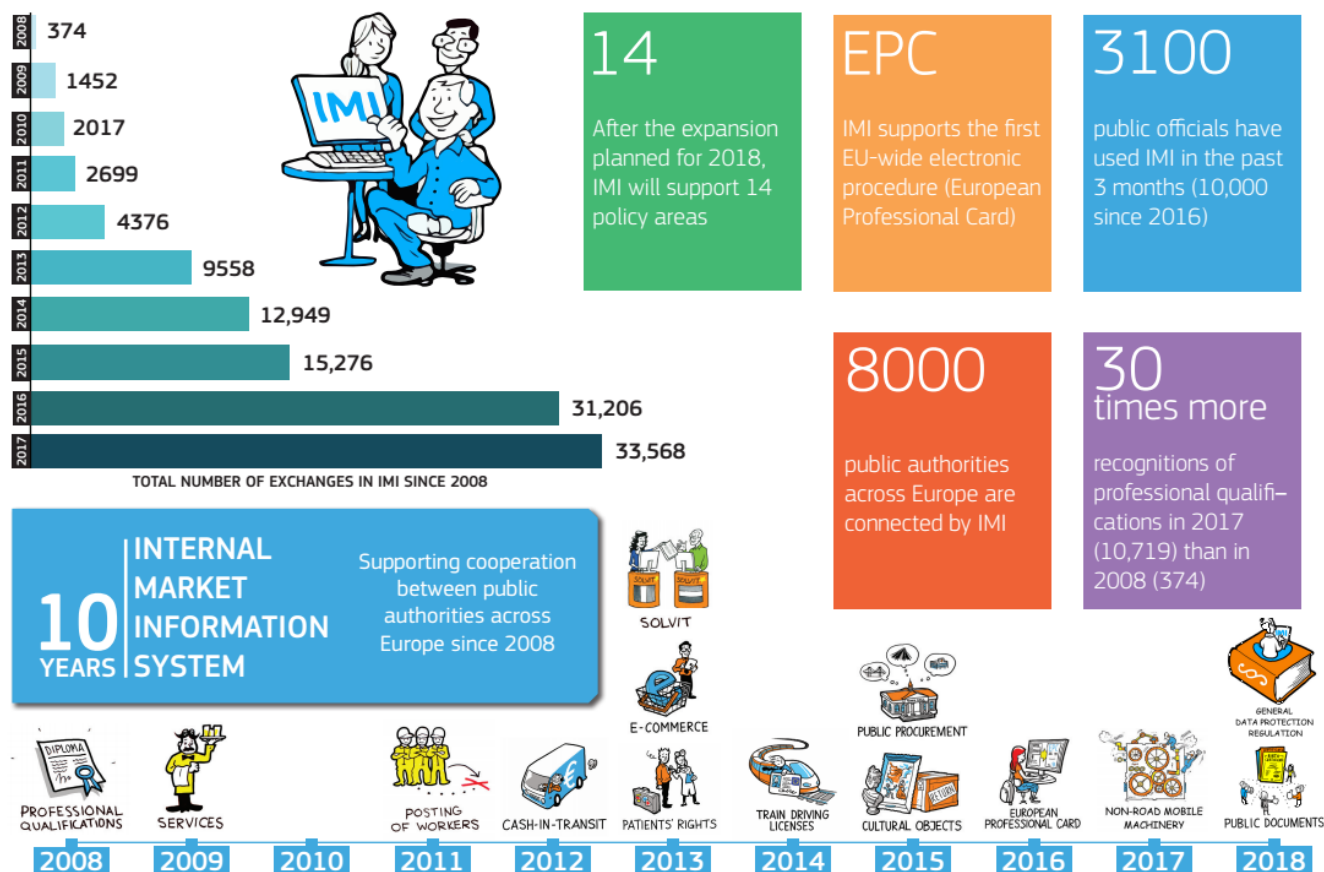 2008
374
2009
1452
2010
2017
2011
2699
2012
4376
2013
9558
2014
12,949
2015
15,276
2016
31,206
2017
33,568
TOTAL NUMBER OF EXCHANGES IN IMI SINCE 2008
IMI
14
After the expansion
planned for 2018,
IMI will support 14
policy areas
EPC
IMI supports the first
EU-wide electronic
procedure (European
Professional Card)
3100
public officials have
used IMI in the past
3 months (10,000
since 2016)
8000
public authorities
across Europe are
connected by IMI
30
times more
recognitions of
professional qualifi–
cations in 2017
(10,719) than in
2008 (374)
10
YEARS
INTERNAL
MARKET
INFORMATION
SYSTEM
Supporting cooperation
between public
authorities across
Europe since 2008
DIPLOMA
PROFESSIONAL
QUALIFICATIONS
SERVICES
POSTING
OF WORKERS
€
CASH-IN-TRANSIT
SOLVIT
SOLVIT
SOLVIT
e
E-COMMERCE
PATIENTS' RIGHTS
TRAIN DRIVING
LICENSES
PUBLIC PROCUREMENT
RETURN
CULTURAL OBJECTS
EUROPEAN
PROFESSIONAL CARD
NON-ROAD MOBILE
MACHINERY
IMI
§
GENERAL
DATA PROTECTION
REGULATION
PUBLIC DOCUMENTS
2008
2009
2010
2011
2012
2013
2014
2015
2016
2017
2018